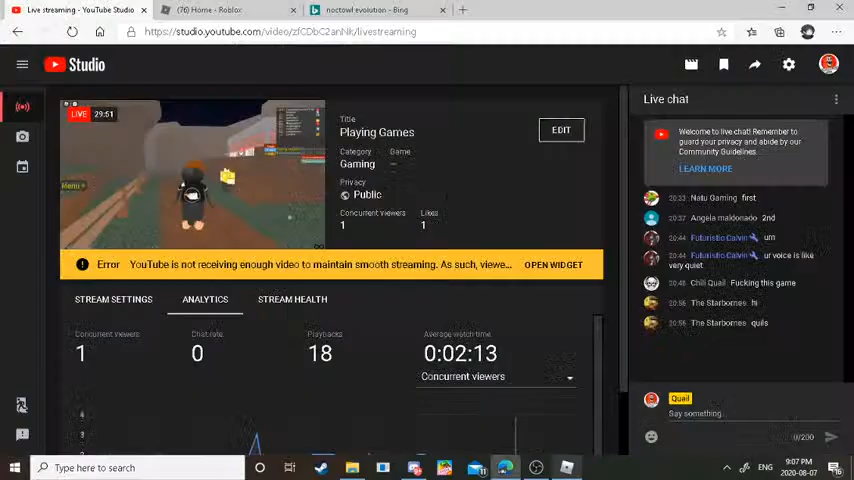 Live streaming - YouTube Studio
(76) Home - Roblox
noctowl evolution - Bing
https://studio.youtube.com/video/zfCDbC2anNk/livestreaming
Studio
LIVE 29:51
Menu
Title
Playing Games
EDIT
Category Game
Gaming —
Privacy
Public
Concurrent viewers Likes
1 1
Error YouTube is not receiving enough video to maintain smooth streaming. As such, viewe... OPEN WIDGET
STREAM SETTINGS ANALYTICS STREAM HEALTH
Concurrent viewers Chat rate Playbacks Average watch time
1 0 18 0:02:13
Concurrent viewers
4
3
Live chat
Welcome to live chat! Remember to
guard your privacy and abide by our
Community Guidelines.
LEARN MORE
20:33 Natu Gaming first
20:37 Angela maldonado 2nd
20:44 Futuristic Calvin um
20:44 Futuristic Calvin ur voice is like
very quiet
20:48 Chili Quail Fucking this game
20:56 The Starbornes hi
20:56 The Starbornes quils
Quail
Say something...
0/200
Type here to search
ENG
9:07 PM
2020-08-07